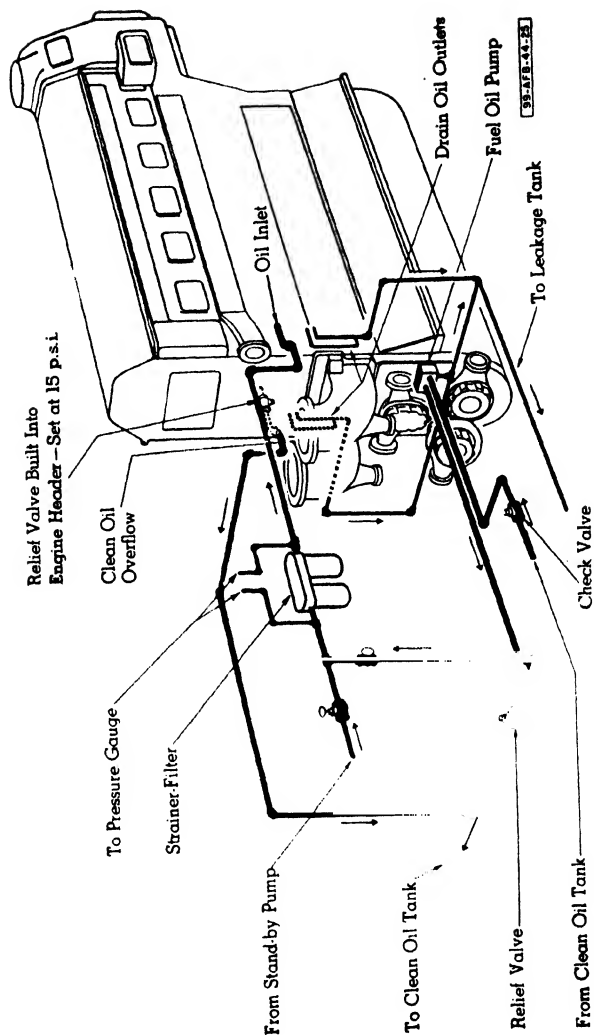 Relief Valve Built Into
Engine Header—Set at 15 p.s.i.
Clean Oil
Overflow
To Pressure Gauge
Strainer-Filter
From Stand-by Pump
To Clean Oil Tank
Relief Valve
From Clean Oil Tank
Oil Inlet
Drain Oil Outlets
Fuel Oil Pump
99-AFB-44-25
To Leakage Tank
Check Valve